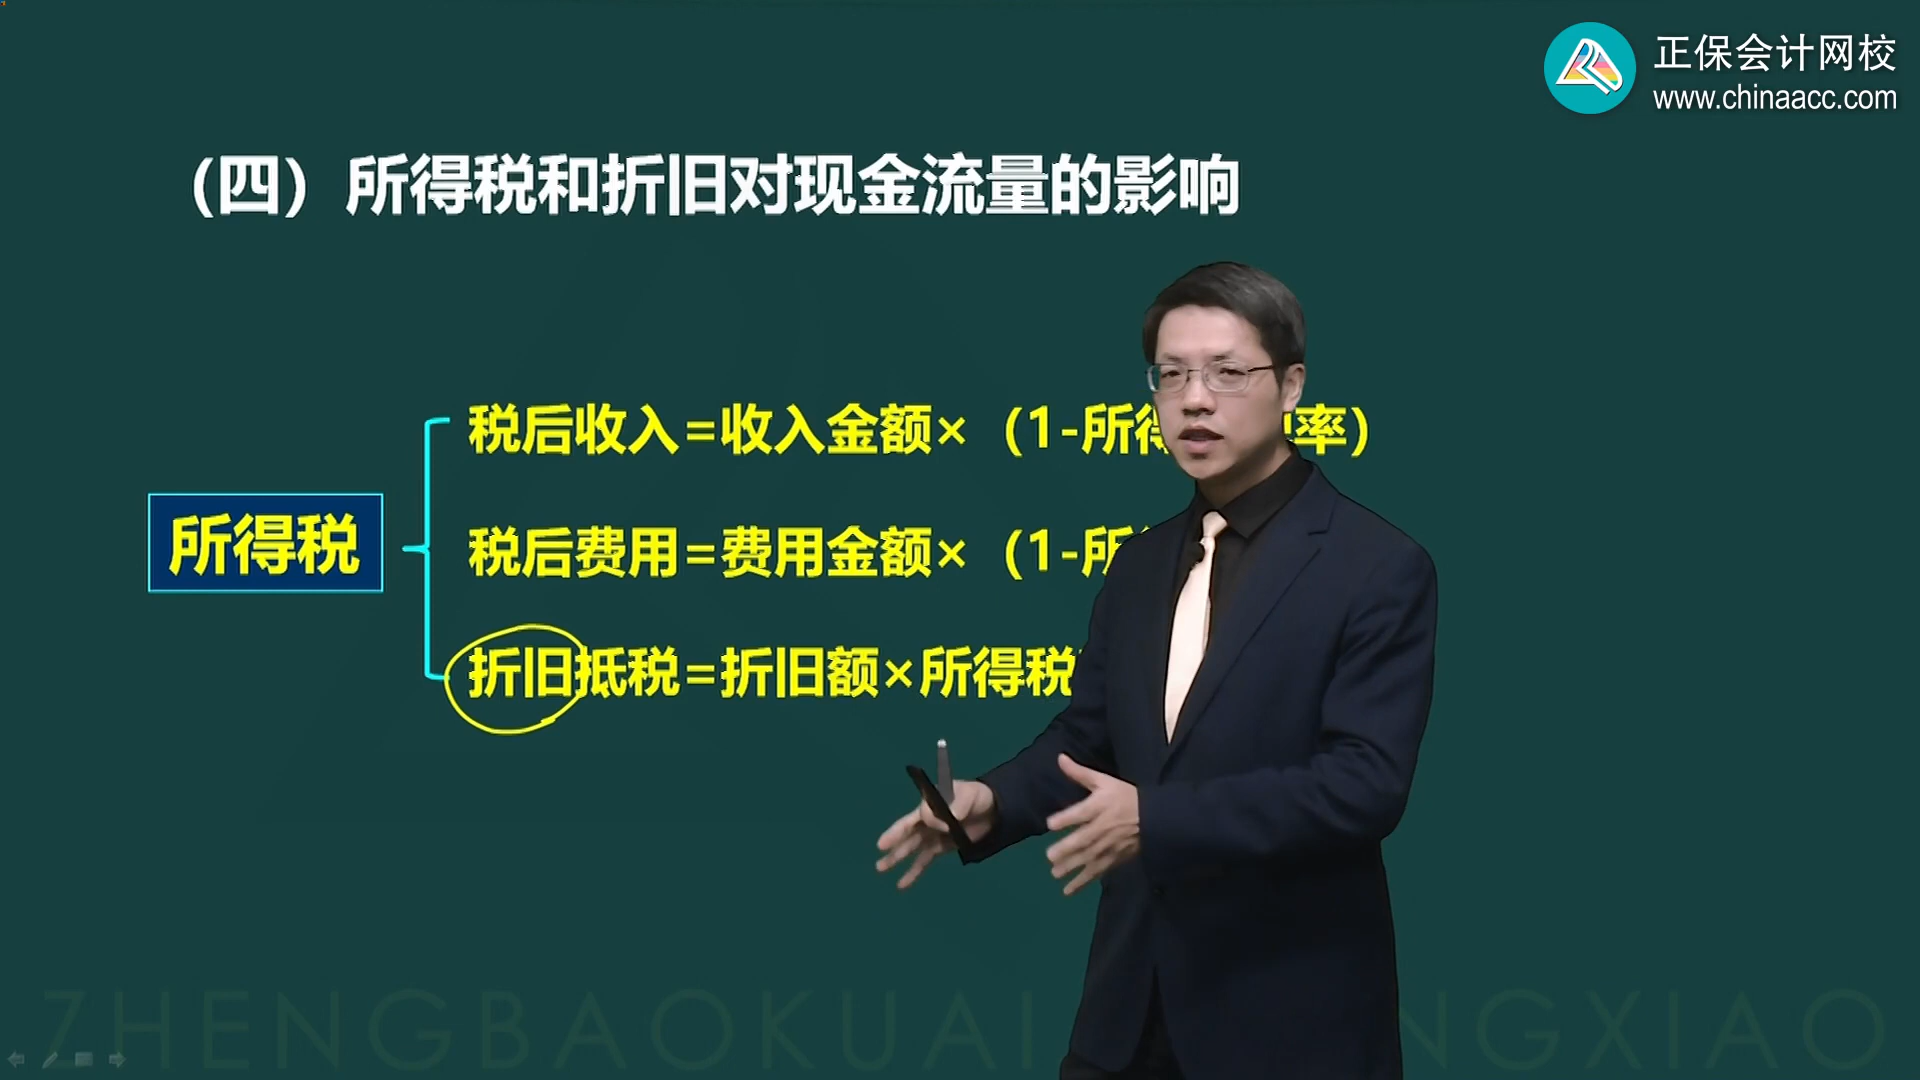 正保会计网校
www.chinaacc.com
（四）所得税和折旧对现金流量的影响
税后收入=收入金额×（1-所得 率）
所得税
税后费用=费用金额×（1-所
折旧抵税=折旧额×所得税
ZHENGBAOKUAI NGXIAO